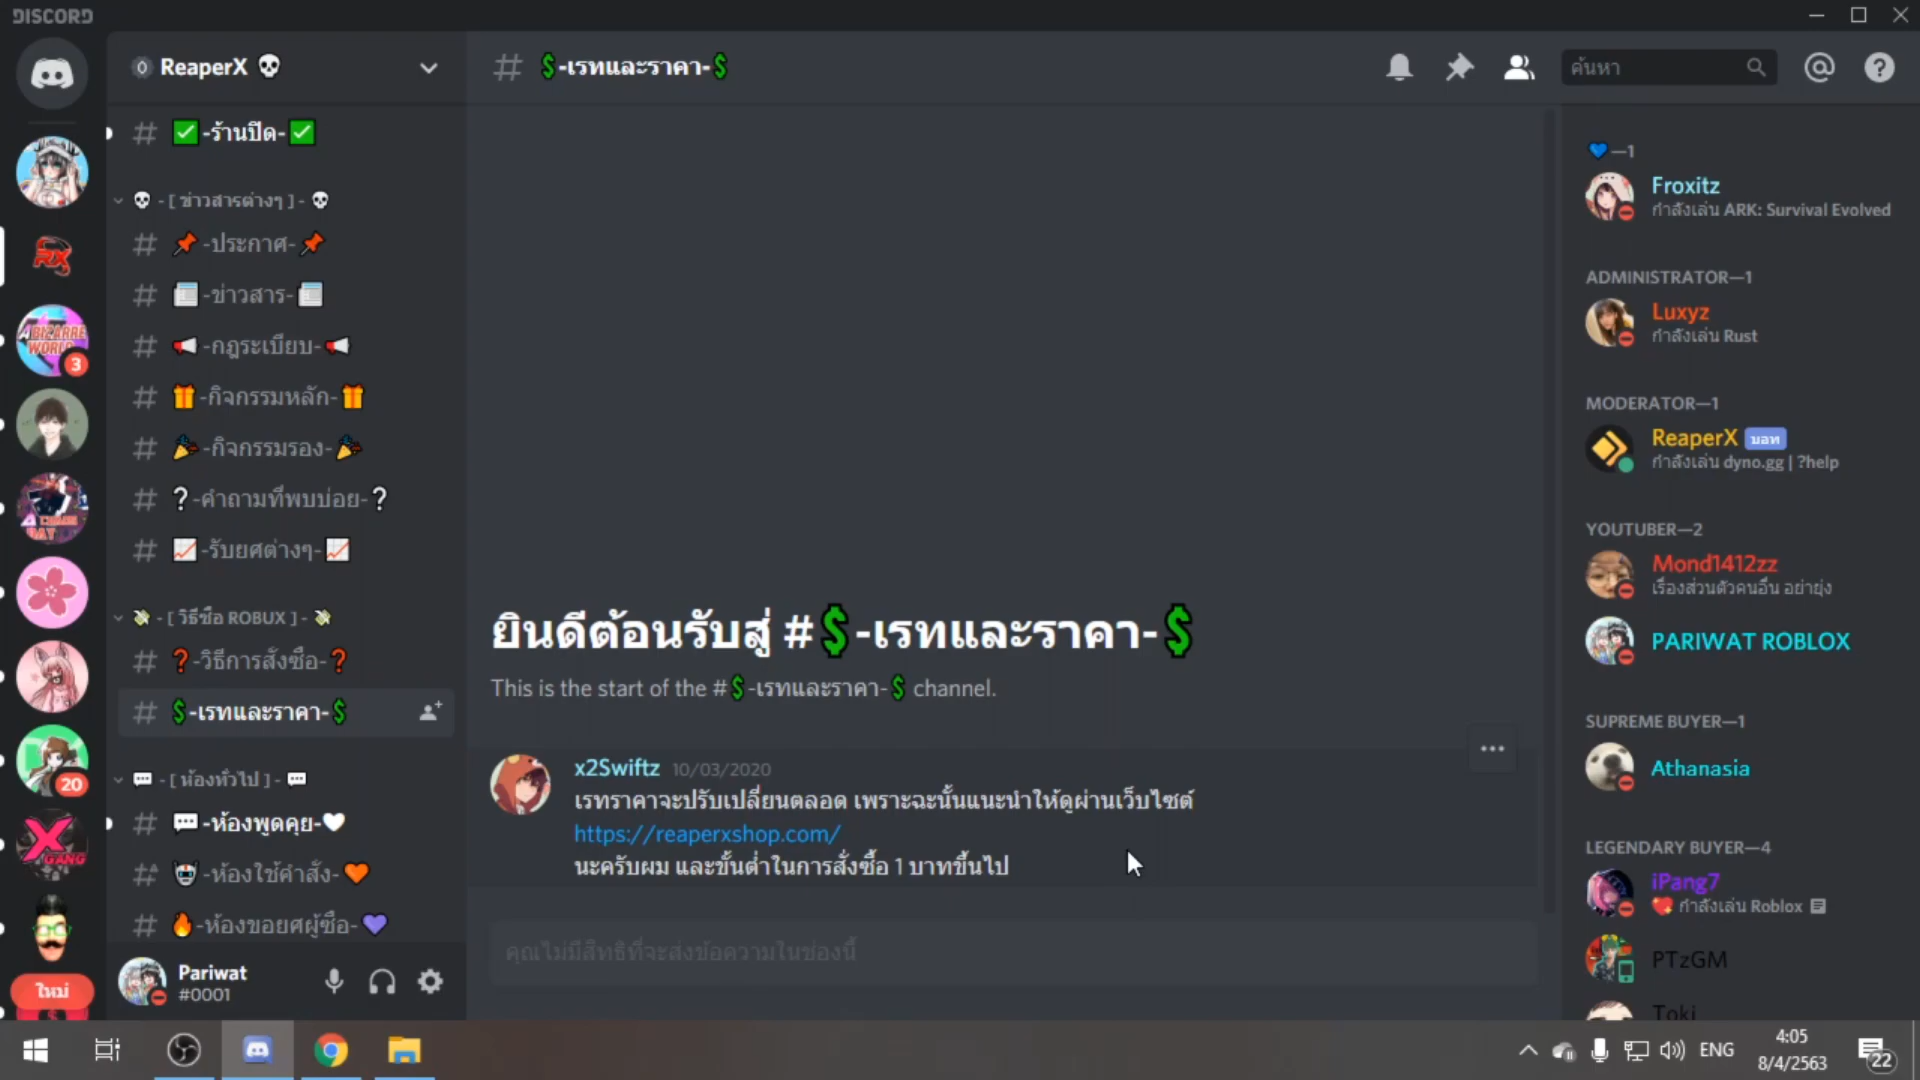 DISCORD
ReaperX 💀
✅-ร้านปิด-✅
💀 - [ ข่าวสารต่างๆ ] - 💀
📌-ประกาศ-📌
📰-ข่าวสาร-📰
📢-กฎระเบียบ-📢
🎁-กิจกรรมหลัก-🎁
🎉-กิจกรรมรอง-🎉
❔-คำถามที่พบบ่อย-❔
📈-รับยศต่างๆ-📈
💸 - [ วิธีซื้อ ROBUX ] - 💸
❓-วิธีการสั่งซื้อ-❓
💲-เรทและราคา-💲
💬 - [ ห้องทั่วไป ] - 💬
💬-ห้องพูดคุย-🤍
🤖-ห้องใช้คำสั่ง-🧡
🔥-ห้องขอยศผู้ซื้อ-💜
Pariwat
#0001
ใหม่
3
20
A BIZARRE
WORLD
RX
X
GANG
# 💲-เรทและราคา-💲
ค้นหา
ยินดีต้อนรับสู่ #💲-เรทและราคา-💲
This is the start of the #💲-เรทและราคา-💲 channel.
x2Swiftz 10/03/2020
เรทราคาจะปรับเปลี่ยนตลอด เพราะฉะนั้นแนะนำให้ดูผ่านเว็บไซต์
https://reaperxshop.com/
นะครับผม และขั้นต่ำในการสั่งซื้อ 1 บาทขึ้นไป
คุณไม่มีสิทธิ์ที่จะส่งข้อความในช่องนี้
💙—1
Froxitz
กำลังเล่น ARK: Survival Evolved
ADMINISTRATOR—1
Luxyz
กำลังเล่น Rust
MODERATOR—1
ReaperX บอท
กำลังเล่น dyno.gg | ?help
YOUTUBER—2
Mond1412zz
เรื่องส่วนตัวคนอื่น อย่ายุ่ง
PARIWAT ROBLOX
SUPREME BUYER—1
Athanasia
LEGENDARY BUYER—4
iPang7
💖 กำลังเล่น Roblox
PTzGM
Toki
ENG
4:05
8/4/2563
22